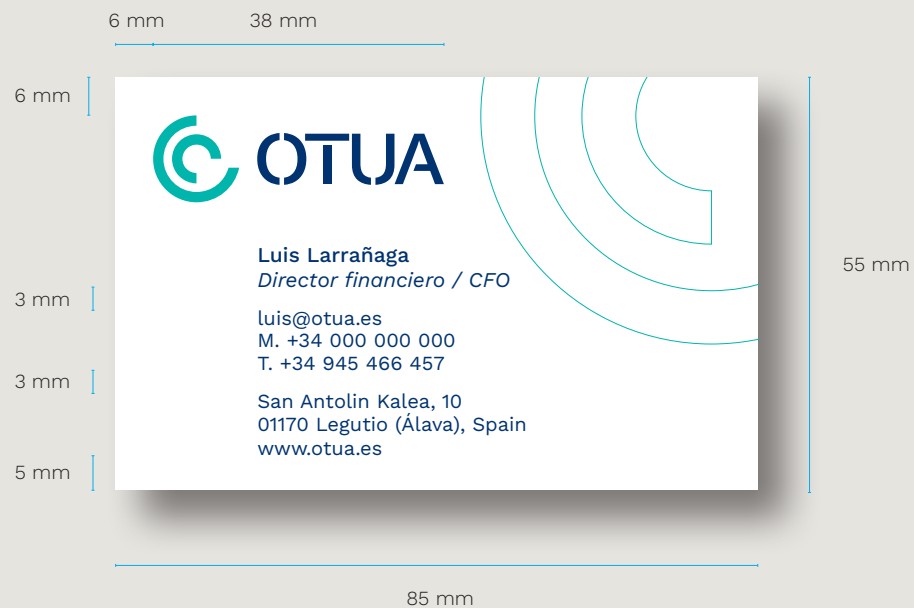 6 mm 38 mm
6 mm
OTUA
Luis Larrañaga
Director financiero / CFO
55 mm
3 mm
luis@otua.es
M. +34 000 000 000
T. +34 945 466 457
3 mm
San Antolin Kalea, 10
01170 Legutio (Álava), Spain
www.otua.es
5 mm
85 mm